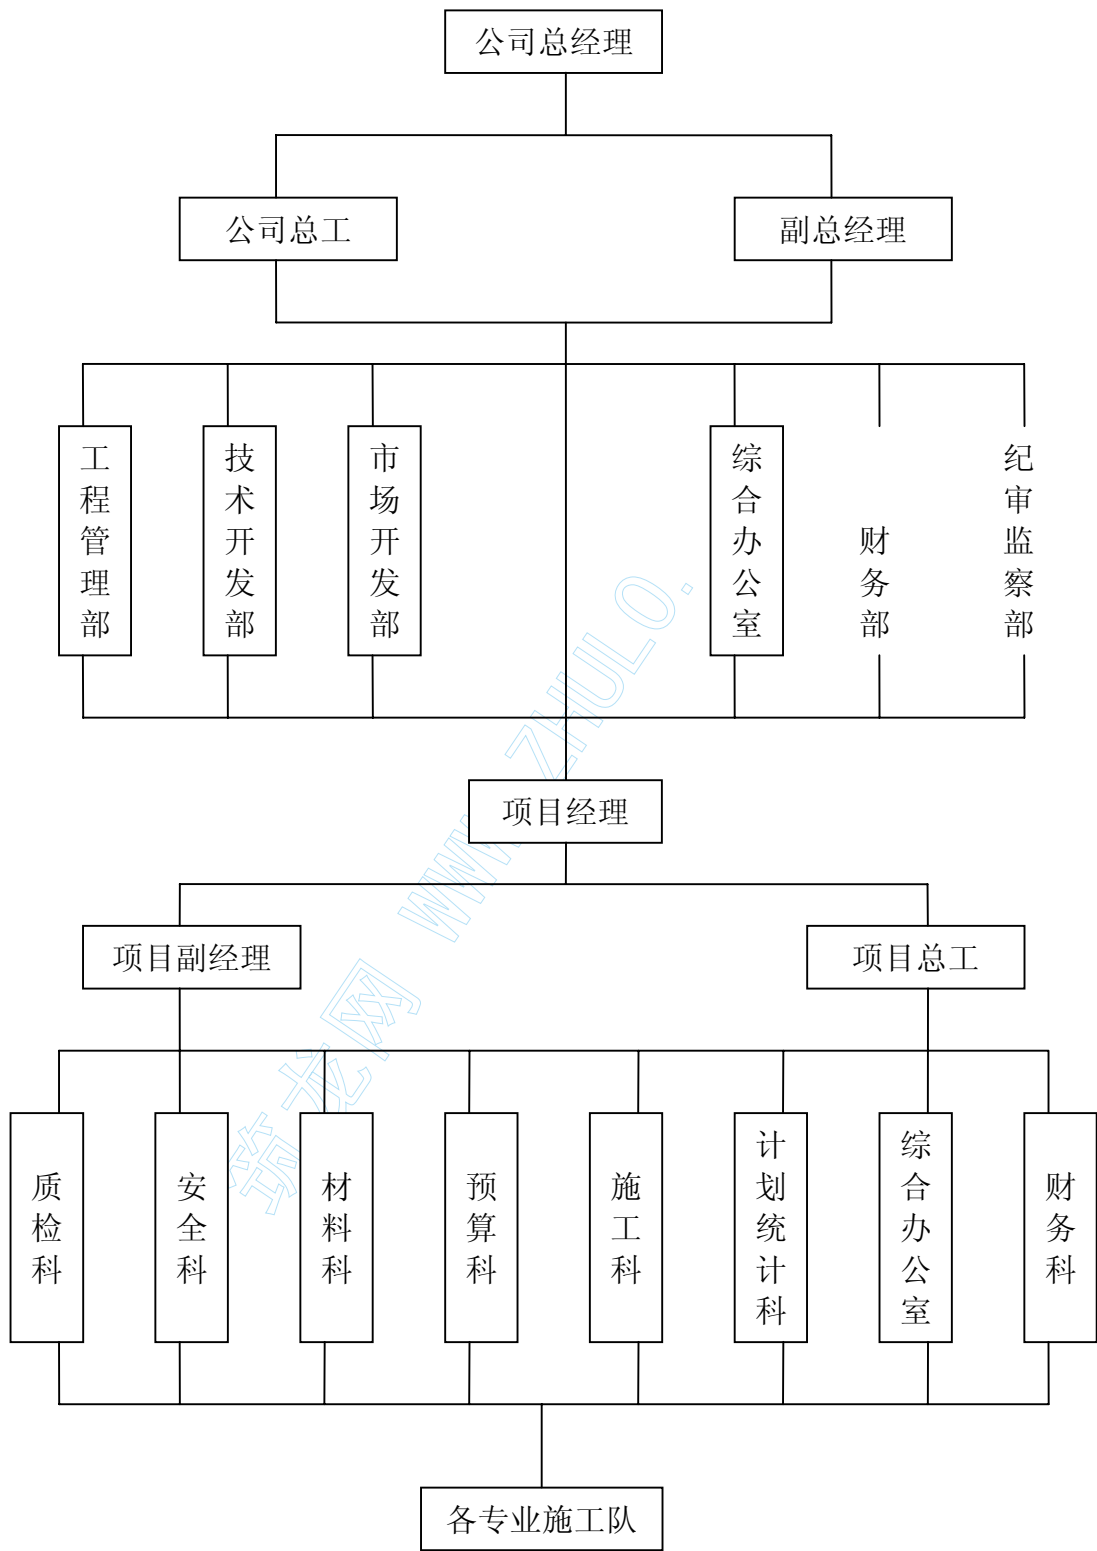 公司总经理
公司总工
副总经理
工程管理部
技术开发部
市场开发部
综合办公室
财务部
纪审监察部
项目经理
项目副经理
项目总工
质检科
安全科
材料科
预算科
施工科
计划统计科
综合办公室
财务科
各专业施工队
筑龙网 WWW.ZHULO.